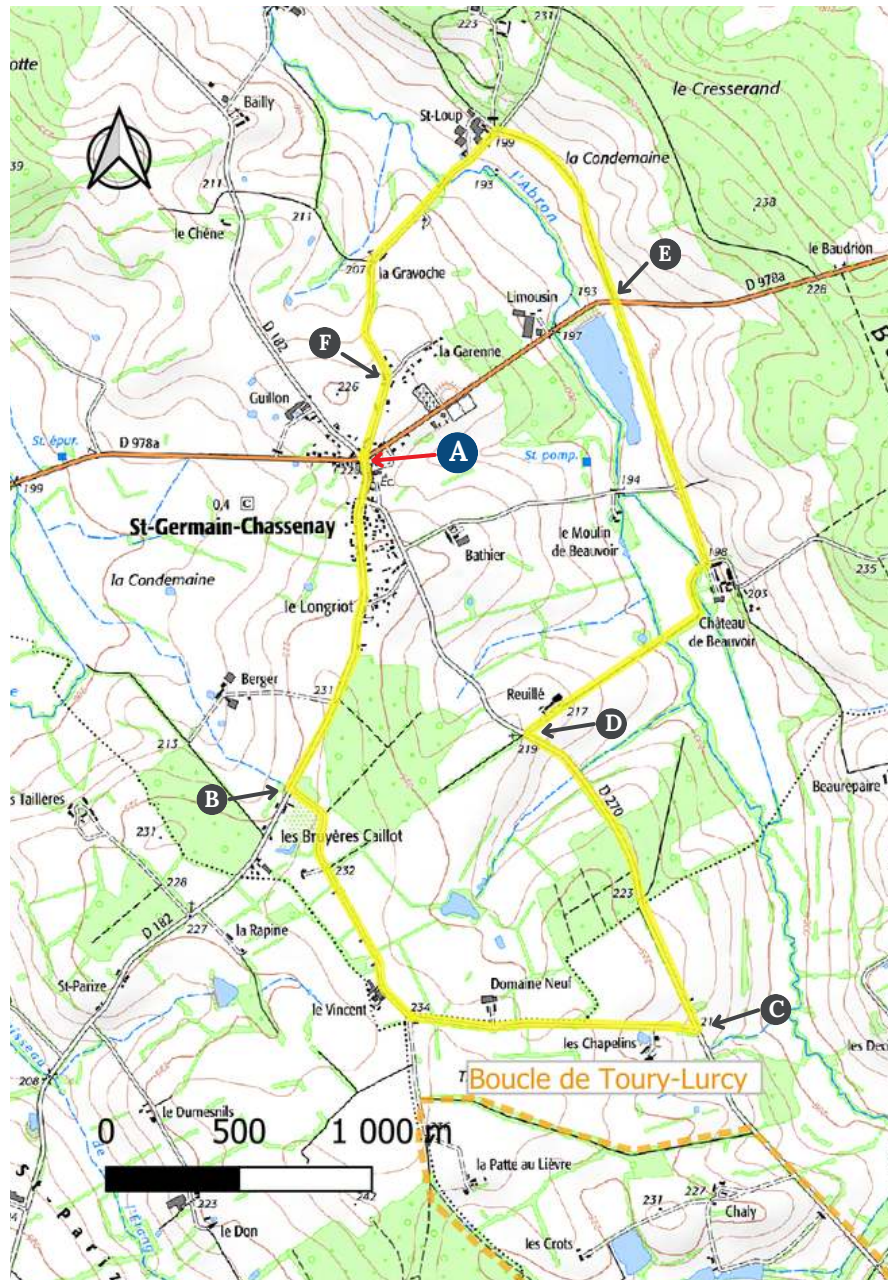 223
231
otte
Bailly
St-Loup
le Cresserand
199
la Condemaine
39
193
l'Abron
211
211
238
le Chêne
le Baudrion
207
la Gravoche
E
D 978a
193
226
Limousin
197
D 182
F
la Garenne
226
Guillon
St. épur.
D 978a
A
St. pomp.
Éc.
199
194
0,4 C
St-Germain-Chassenay
le Moulin
de Beauvoir
Bathier
198
235
la Condemaine
203
le Longriot
Château
de Beauvoir
Berger
231
Reuillé
217
D
213
219
B
D 270
Beaurepaire
s Taillères
231
les Bruyères Caillot
232
228
223
D 182
227
la Rapine
St-Parize
Domaine Neuf
le Vincent
234
C
21
les Chapelins
208
T
Boucle de Toury-Lurcy
le Dumesnils
0 500 1 000 m
la Patte au Lièvre
242
223
227
231
le Don
Chaly
les Crots
l'Étang